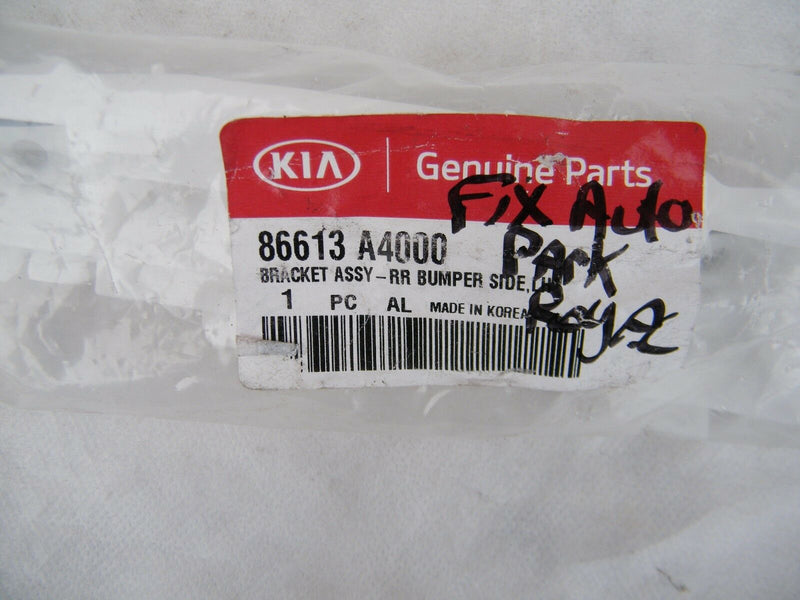 KIA Genuine Parts
Fix Auto
86613 A4000
PARK
BRACKET ASSY-RR BUMPER SIDE,
1 PC AL MADE IN KOREA